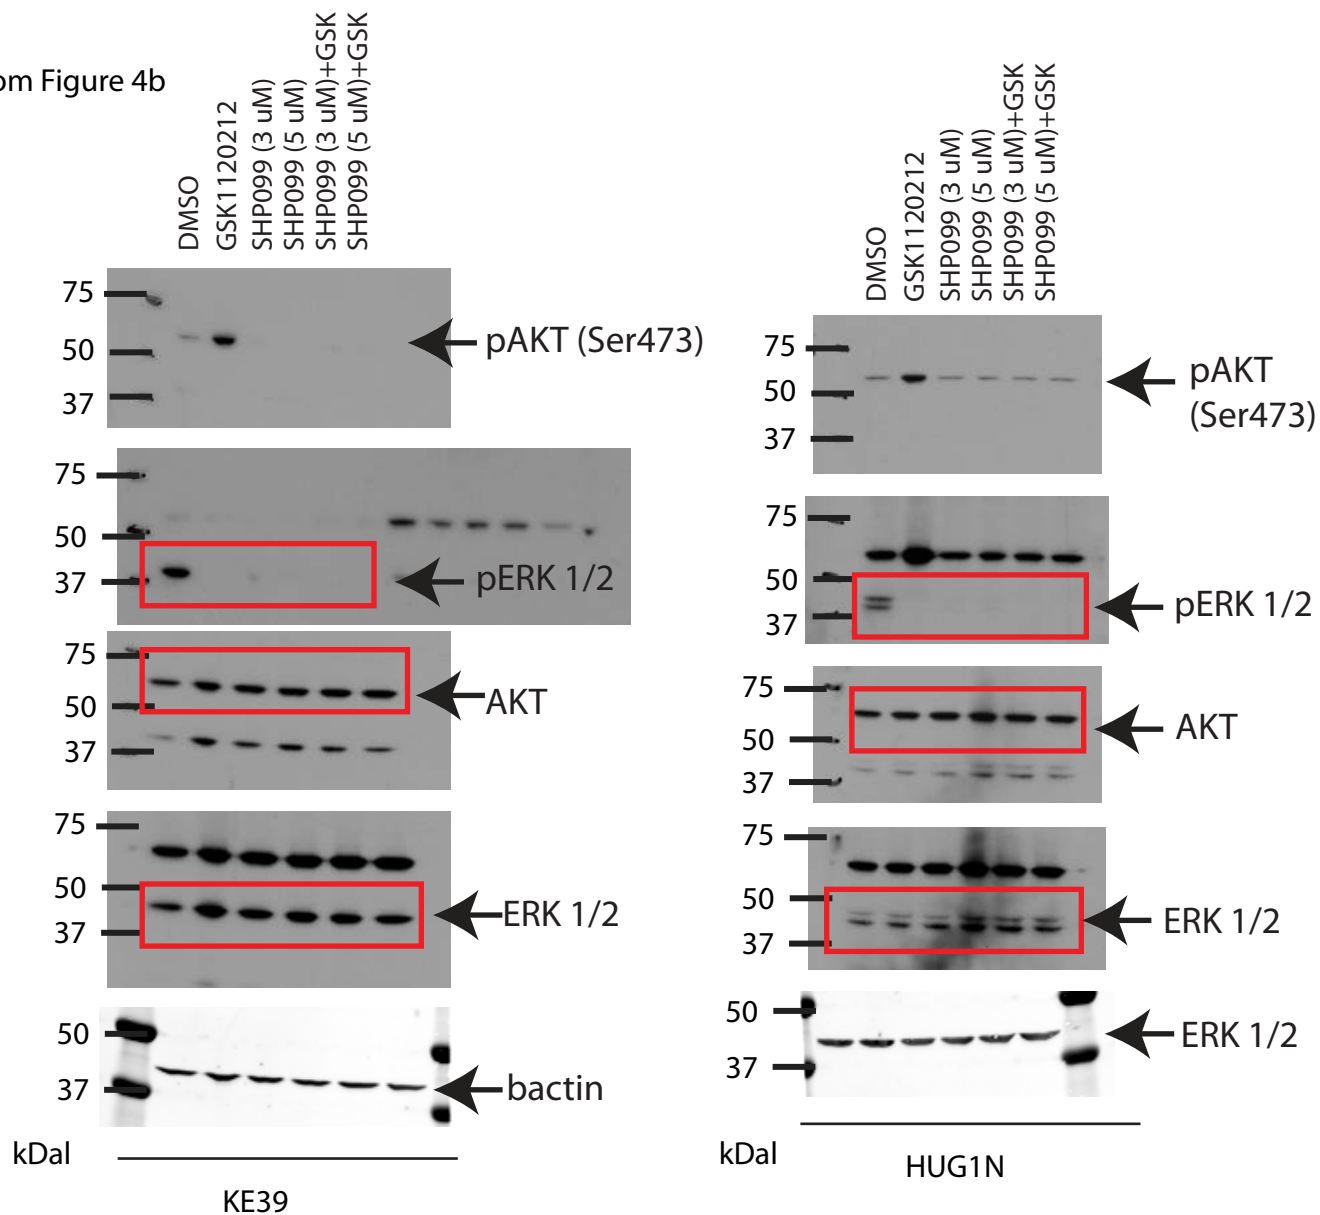 om Figure 4b
DMSO
GSK1120212
SHP099 (3 uM)
SHP099 (5 uM)
SHP099 (3 uM)+GSK
SHP099 (5 uM)+GSK
75
50
37
pAKT (Ser473)
75
50
37
pERK 1/2
75
50
37
AKT
75
50
37
ERK 1/2
50
37
bactin
kDal
KE39
DMSO
GSK1120212
SHP099 (3 uM)
SHP099 (5 uM)
SHP099 (3 uM)+GSK
SHP099 (5 uM)+GSK
75
50
37
pAKT
(Ser473)
75
50
37
pERK 1/2
75
50
37
AKT
75
50
37
ERK 1/2
50
37
ERK 1/2
kDal
HUG1N